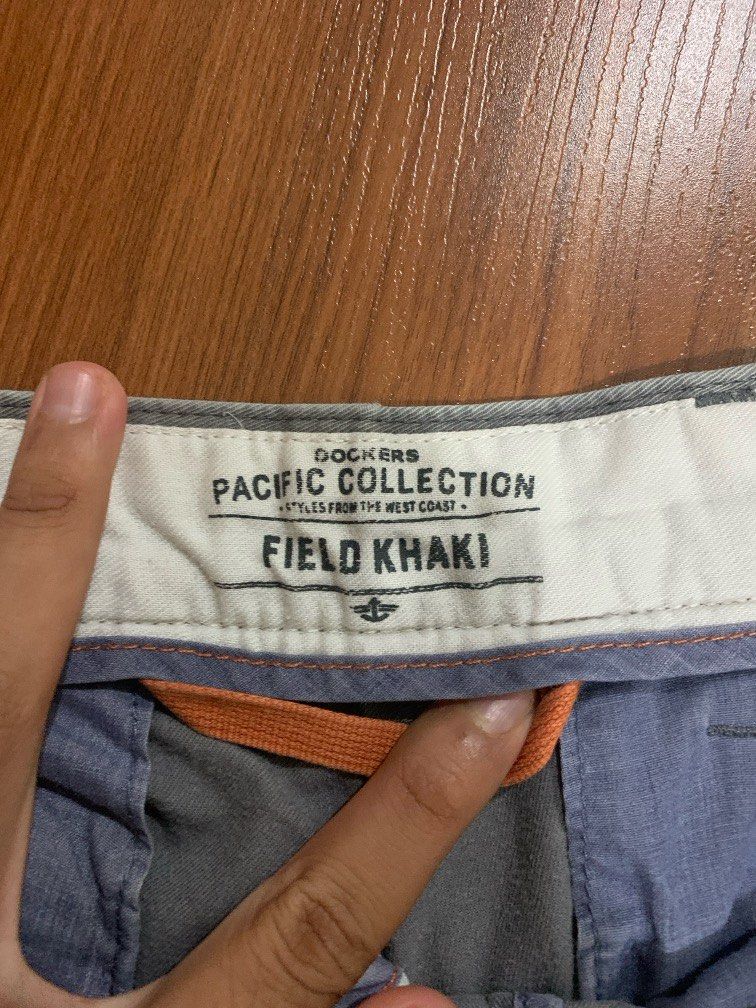 DOCKERS
PACIFIC COLLECTION
• STYLES FROM THE WEST COAST •
FIELD KHAKI